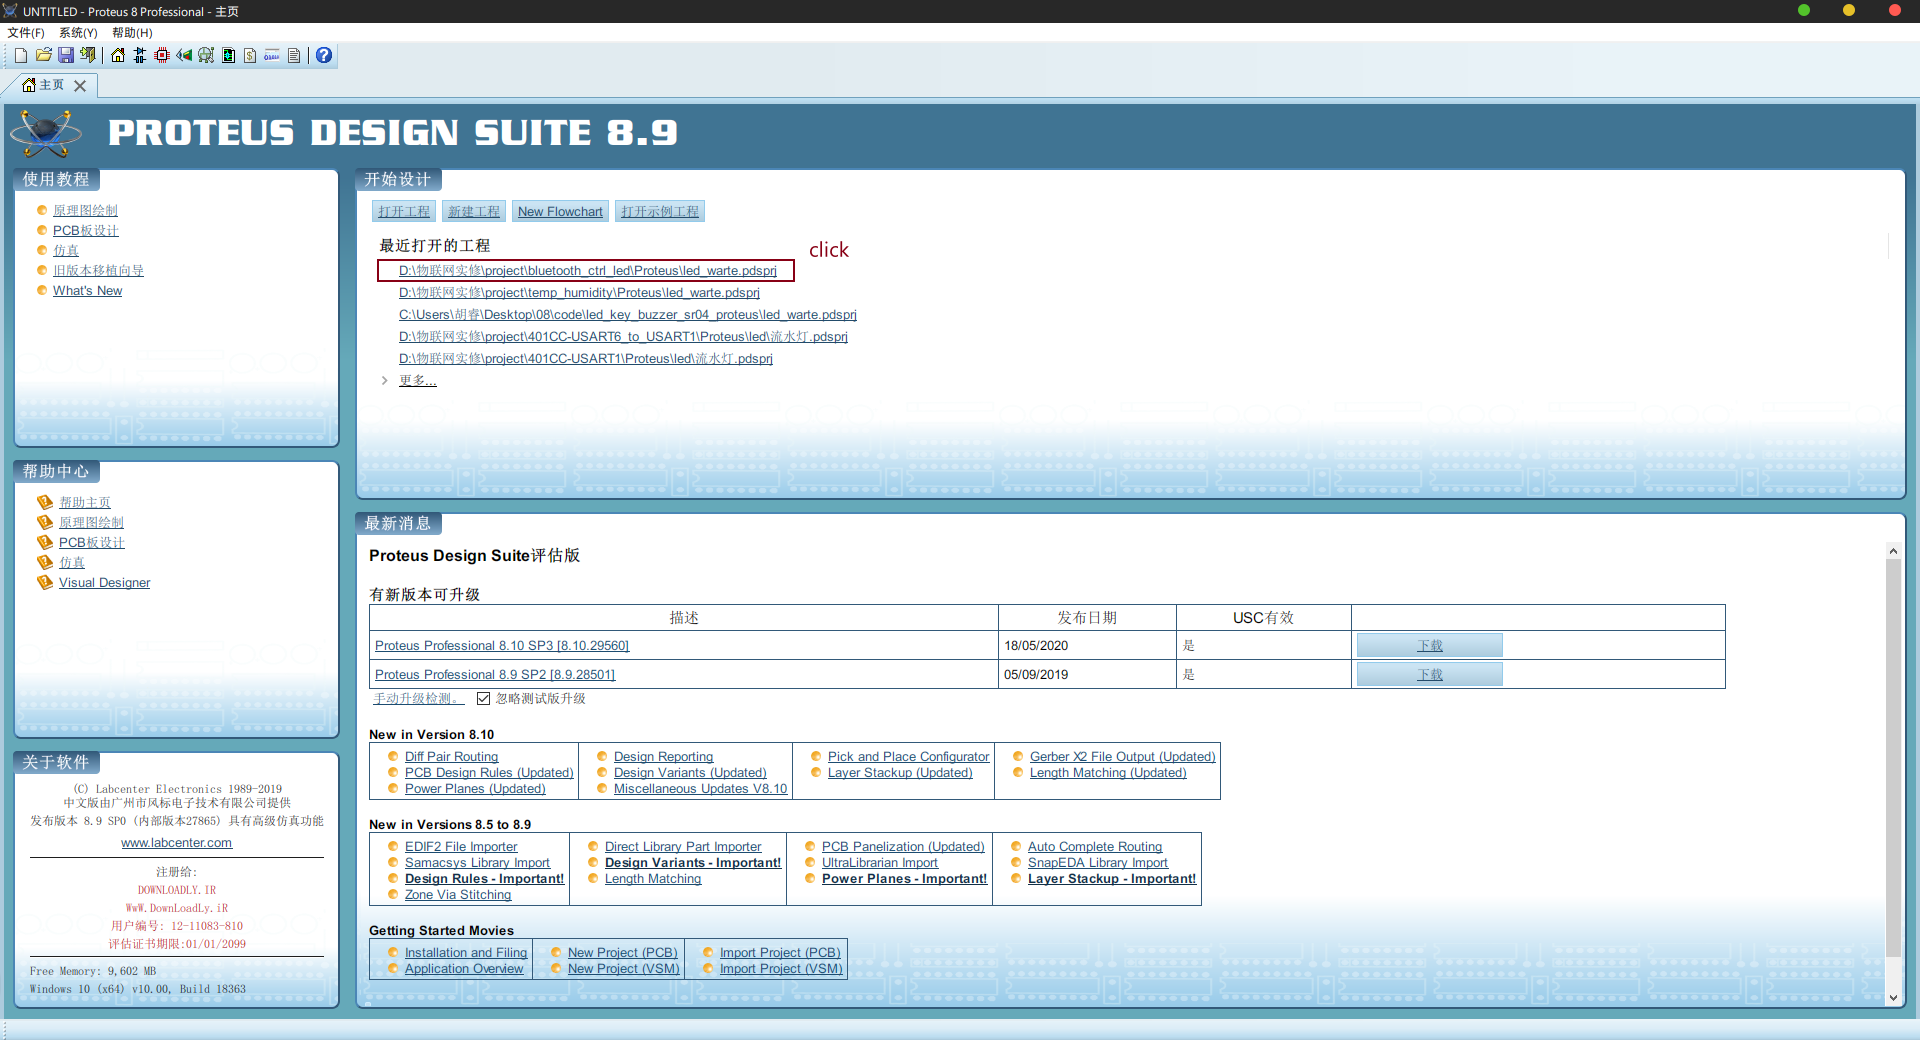 UNTITLED - Proteus 8 Professional - 主页
文件(F) 系统(Y) 帮助(H)
主页
PROTEUS DESIGN SUITE 8.9
使用教程
原理图绘制
PCB板设计
仿真
旧版本移植向导
What's New
帮助中心
帮助主页
原理图绘制
PCB板设计
仿真
Visual Designer
关于软件
(C) Labcenter Electronics 1989-2019
中文版由广州市风标电子技术有限公司提供
发布版本 8.9 SP0 (内部版本27865) 具有高级仿真功能
www.labcenter.com
注册给:
DOWNLOADLY.IR
WwW.DownLoadLy.iR
用户编号: 12-11083-810
评估证书期限:01/01/2099
Free Memory: 9,602 MB
Windows 10 (x64) v10.00, Build 18363
开始设计
打开工程 新建工程 New Flowchart 打开示例工程
最近打开的工程
click
D:\物联网实修\project\bluetooth_ctrl_led\Proteus\led_warte.pdsprj
D:\物联网实修\project\temp_humidity\Proteus\led_warte.pdsprj
C:\Users\胡睿\Desktop\08\code\led_key_buzzer_sr04_proteus\led_warte.pdsprj
D:\物联网实修\project\401CC-USART6_to_USART1\Proteus\led\流水灯.pdsprj
D:\物联网实修\project\401CC-USART1\Proteus\led\流水灯.pdsprj
更多...
最新消息
Proteus Design Suite评估版
有新版本可升级
描述 发布日期 USC有效
Proteus Professional 8.10 SP3 [8.10.29560] 18/05/2020 是 下载
Proteus Professional 8.9 SP2 [8.9.28501] 05/09/2019 是 下载
手动升级检测。 忽略测试版升级
New in Version 8.10
Diff Pair Routing Design Reporting Pick and Place Configurator Gerber X2 File Output (Updated)
PCB Design Rules (Updated) Design Variants (Updated) Layer Stackup (Updated) Length Matching (Updated)
Power Planes (Updated) Miscellaneous Updates V8.10
New in Versions 8.5 to 8.9
EDIF2 File Importer Direct Library Part Importer PCB Panelization (Updated) Auto Complete Routing
Samacsys Library Import Design Variants - Important! UltraLibrarian Import SnapEDA Library Import
Design Rules - Important! Length Matching Power Planes - Important! Layer Stackup - Important!
Zone Via Stitching
Getting Started Movies
Installation and Filing New Project (PCB) Import Project (PCB)
Application Overview New Project (VSM) Import Project (VSM)